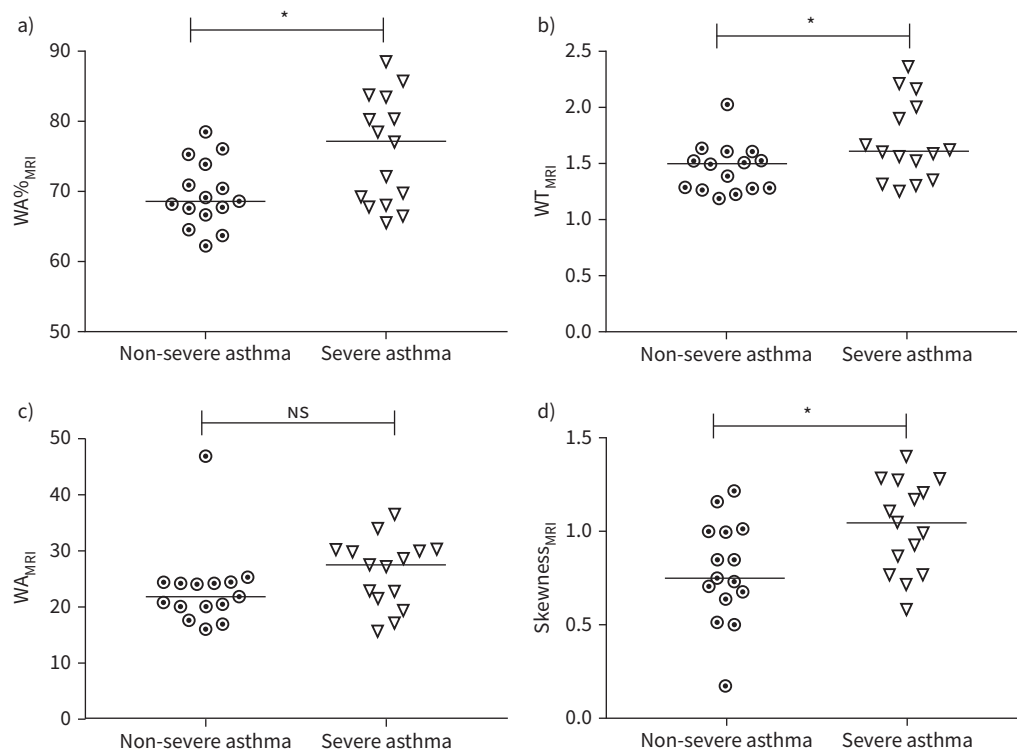 a)
*
90
80
70
60
50
WA%MRI
Non-severe asthma
Severe asthma
b)
*
2.5
2.0
1.5
1.0
0.5
0.0
WTMRI
Non-severe asthma
Severe asthma
c)
NS
50
40
30
20
10
0
WAMRI
Non-severe asthma
Severe asthma
d)
*
1.5
1.0
0.5
0.0
SkewnessMRI
Non-severe asthma
Severe asthma